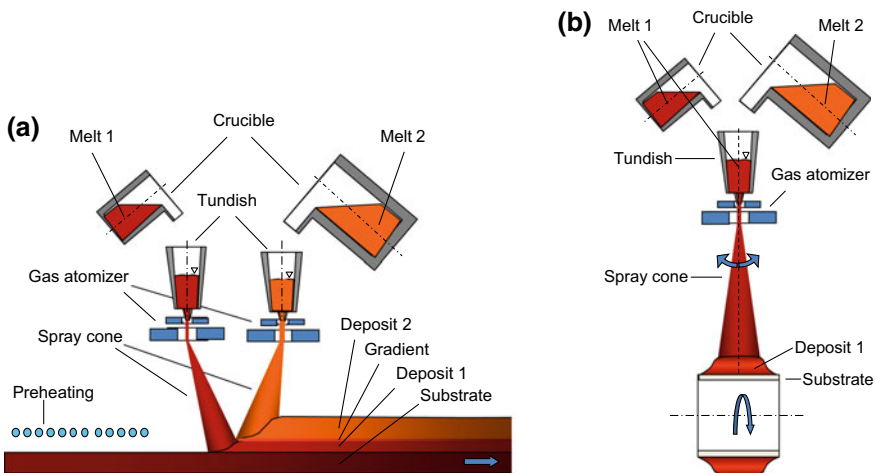 (a)
Melt 1
Crucible
Melt 2
Tundish
Gas atomizer
Spray cone
Preheating
Deposit 2
Gradient
Deposit 1
Substrate
(b)
Melt 1
Crucible
Melt 2
Tundish
Gas atomizer
Spray cone
Deposit 1
Substrate